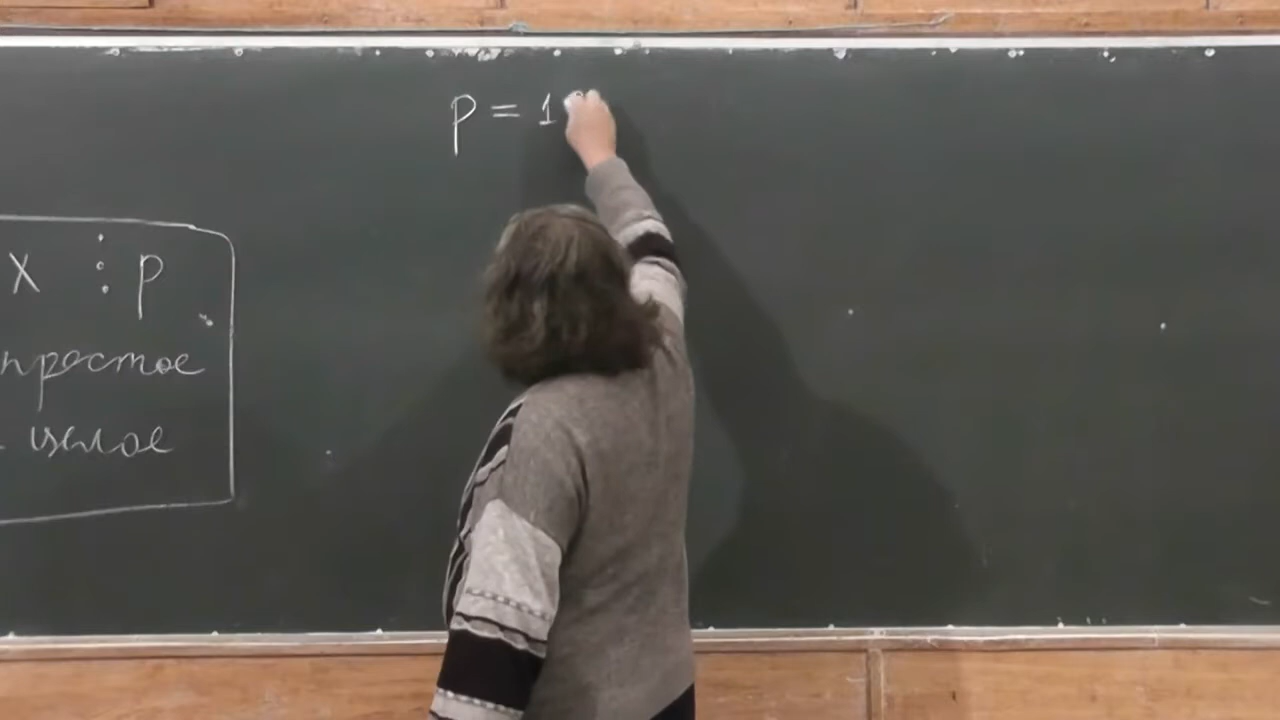 p = 1
x ⋮ p
простое
целое